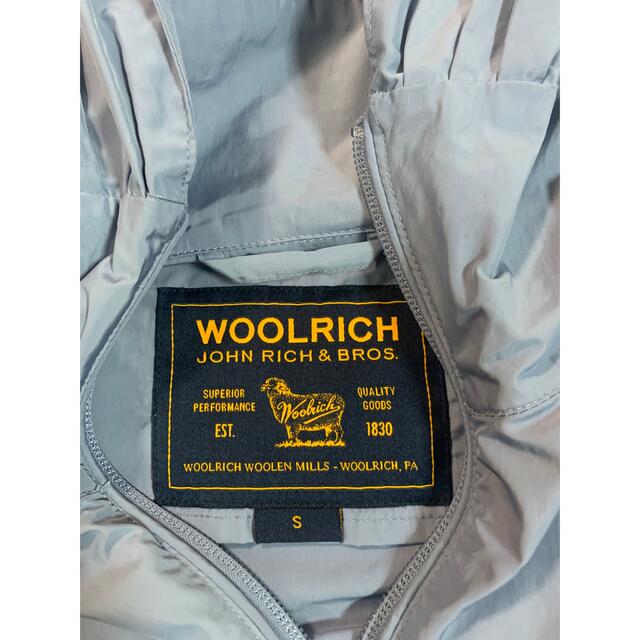 WOOLRICH
JOHN RICH & BROS.
SUPERIOR
PERFORMANCE
EST.
Woolrich
QUALITY
GOODS
1830
WOOLRICH WOOLEN MILLS - WOOLRICH, PA
S